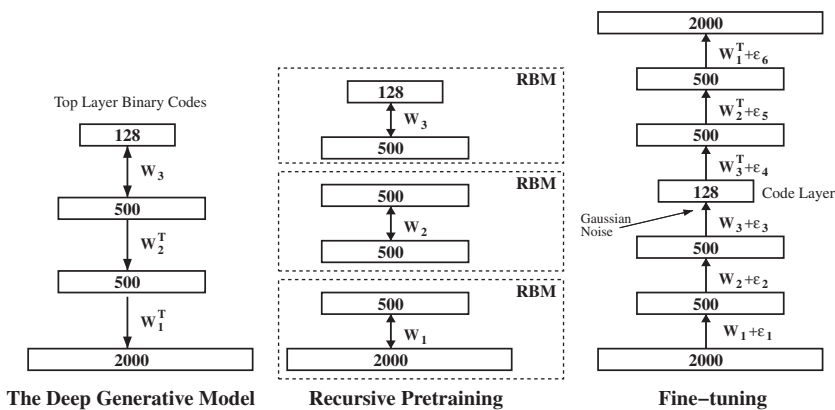 Top Layer Binary Codes
128
W₃
500
W₂ᵀ
500
W₁ᵀ
2000
The Deep Generative Model
RBM
128
W₃
500
RBM
500
W₂
500
RBM
500
W₁
2000
Recursive Pretraining
2000
W₁ᵀ+ε₆
500
W₂ᵀ+ε₅
500
W₃ᵀ+ε₄
128
Code Layer
Gaussian
Noise
W₃+ε₃
500
W₂+ε₂
500
W₁+ε₁
2000
Fine−tuning